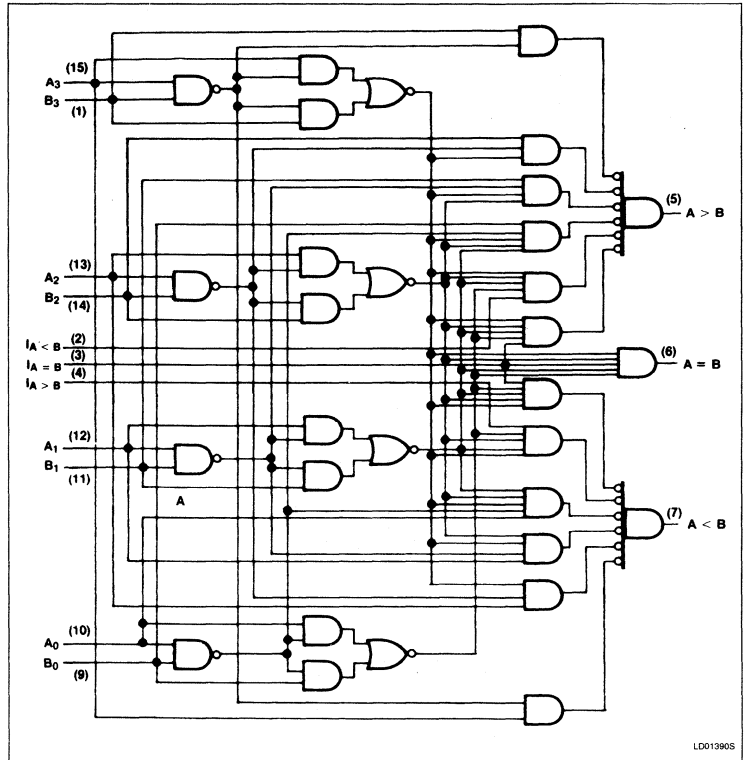 (15)
A3
B3
(1)
(5)
A > B
(13)
A2
B2
(14)
IA < B (2)
(3)
IA = B
(4)
IA > B
(6)
A = B
(12)
A1
B1
(11)
A
(7)
A < B
(10)
A0
B0
(9)
LD01390S